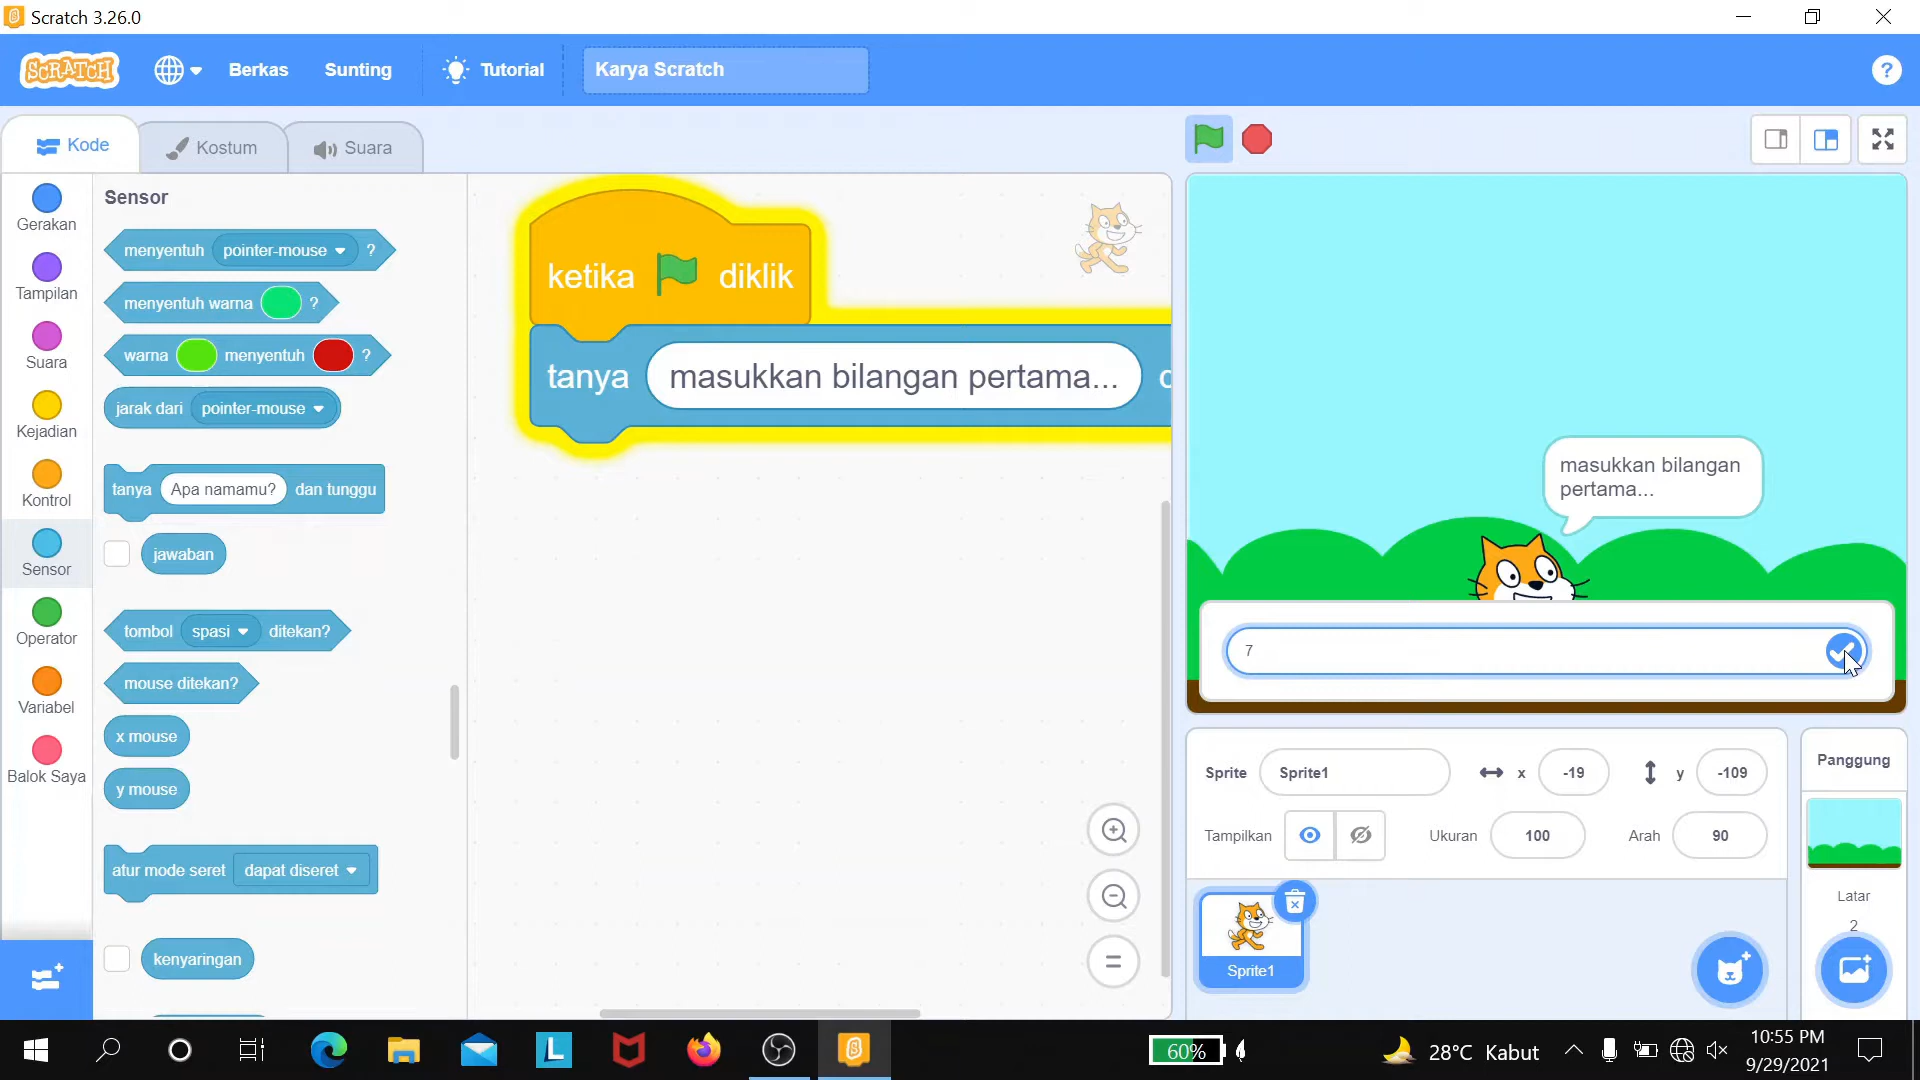 Scratch 3.26.0
SCRATCH
Berkas
Sunting
Tutorial
Karya Scratch
?
Kode
Kostum
Suara
Gerakan
Tampilan
Suara
Kejadian
Kontrol
Sensor
Operator
Variabel
Balok Saya
Sensor
menyentuh pointer-mouse ?
menyentuh warna ?
warna menyentuh ?
jarak dari pointer-mouse
tanya Apa namamu? dan tunggu
jawaban
tombol spasi ditekan?
mouse ditekan?
x mouse
y mouse
atur mode seret dapat diseret
kenyaringan
ketika diklik
tanya masukkan bilangan pertama...
masukkan bilangan
pertama...
7
Sprite Sprite1 x -19 y -109
Tampilkan Ukuran 100 Arah 90
Sprite1
Panggung
Latar
2
60%
28°C Kabut
10:55 PM
9/29/2021